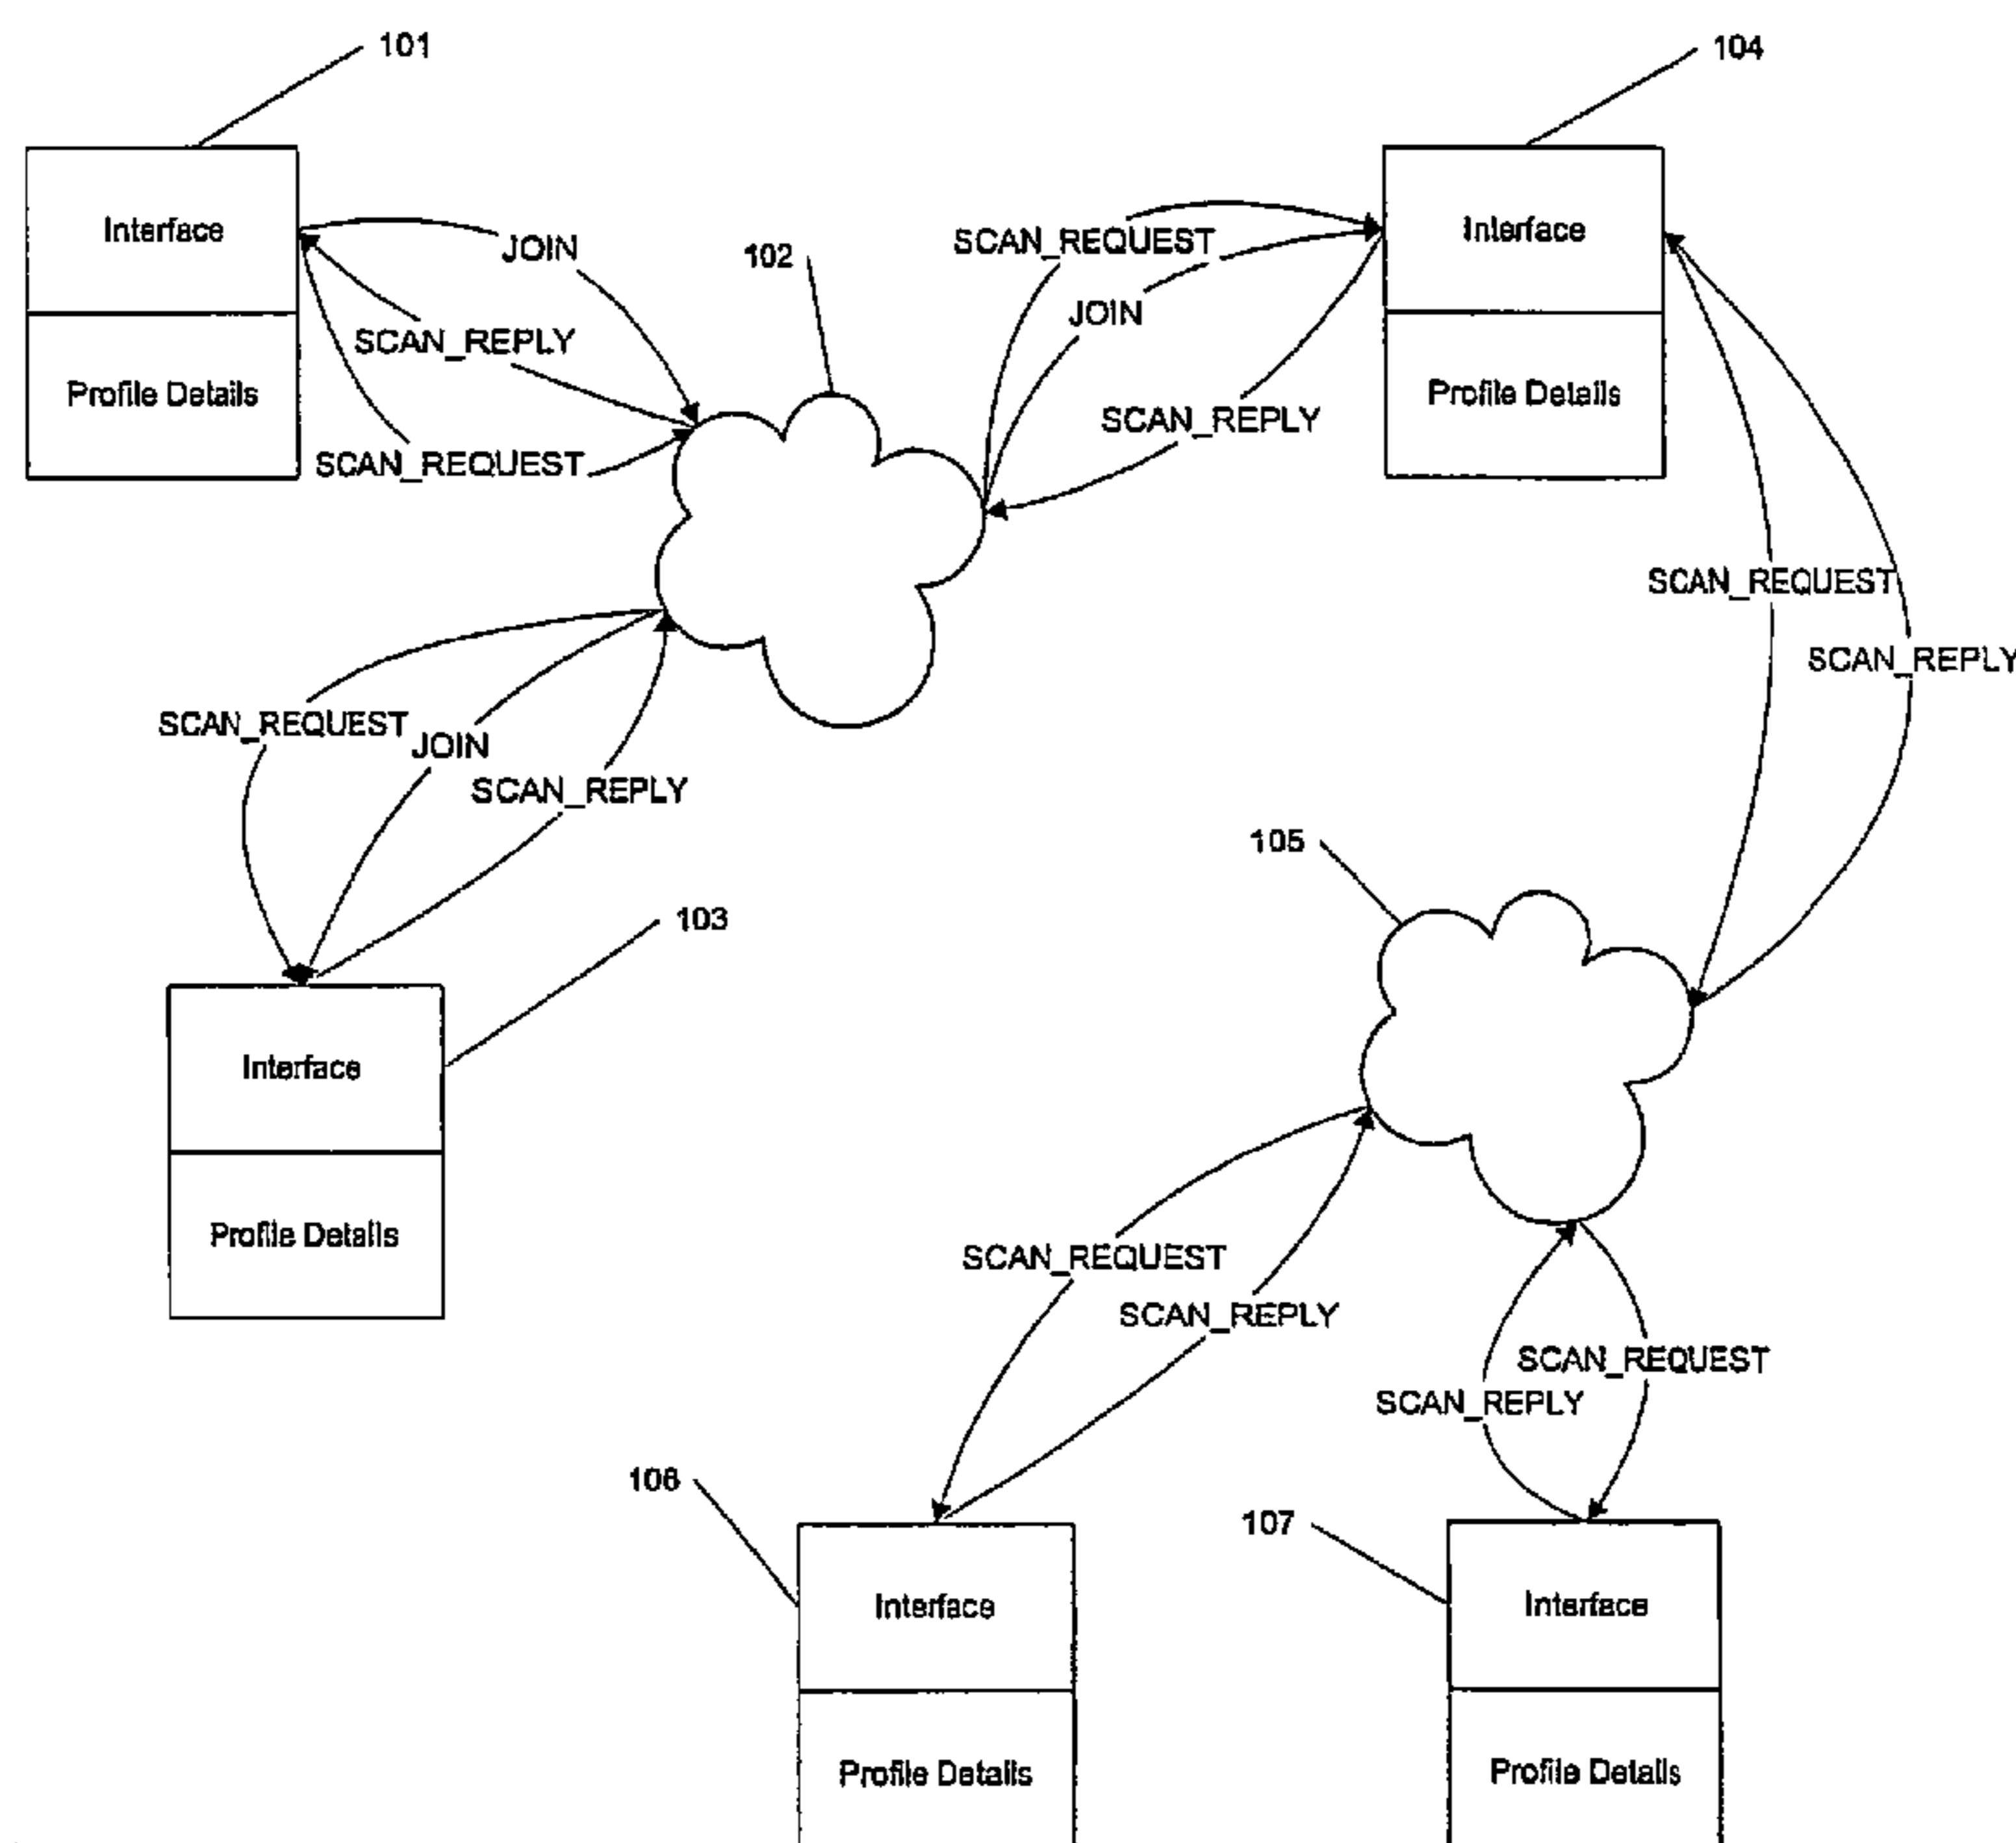 101
104
Interface
JOIN
102
SCAN_REQUEST
Interface
JOIN
SCAN_REPLY
Profile Details
SCAN_REQUEST
Profile Details
SCAN_REPLY
SCAN_REQUEST
SCAN_REPLY
SCAN_REQUEST
JOIN
SCAN_REPLY
105
103
Interface
Profile Details
SCAN_REQUEST
SCAN_REPLY
SCAN_REQUEST
SCAN_REPLY
106
107
Interface
Interface
Profile Details
Profile Details